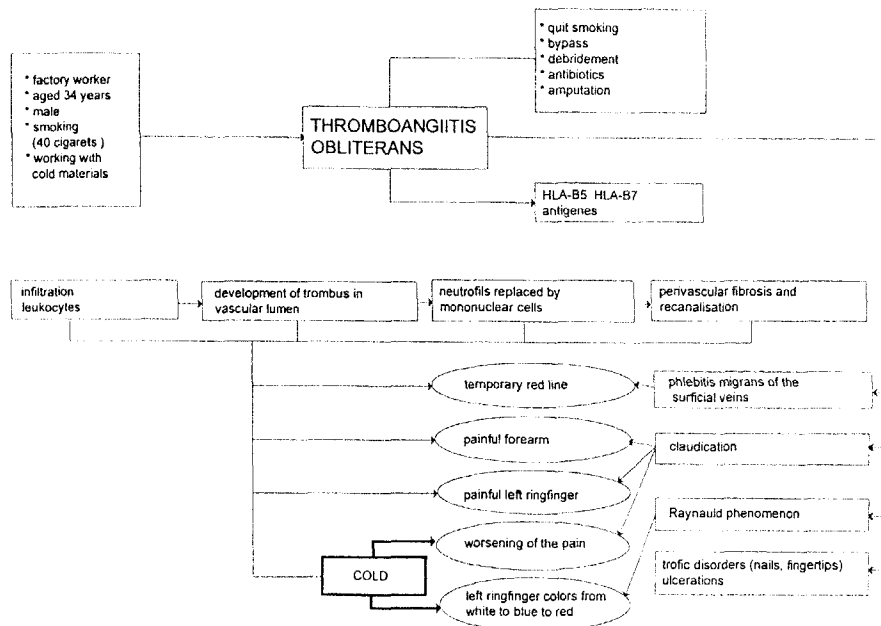 * quit smoking
* bypass
* debridement
* antibiotics
* amputation
* factory worker
* aged 34 years
* male
* smoking
(40 cigarets )
* working with
cold materials
THROMBOANGIITIS
OBLITERANS
HLA-B5 HLA-B7
antigenes
infiltration
leukocytes
development of trombus in
vascular lumen
neutrofils replaced by
mononuclear cells
perivascular fibrosis and
recanalisation
temporary red line
phlebitis migrans of the
surficial veins
painful forearm
claudication
painful left ringfinger
Raynauld phenomenon
worsening of the pain
COLD
trofic disorders (nails, fingertips)
ulcerations
left ringfinger colors from
white to blue to red